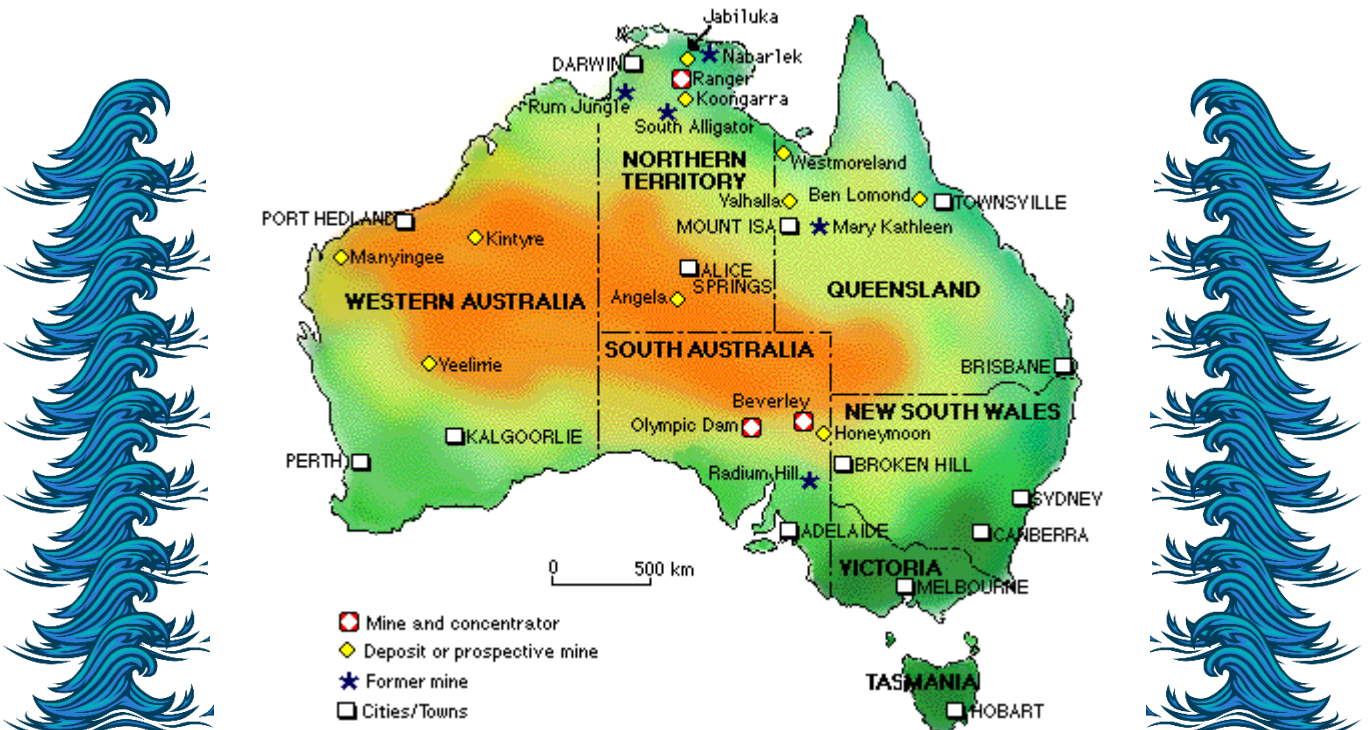 Jabiluka
Nabarlek
DARWIN
Ranger
Rum Jungle
Koongarra
South Alligator
NORTHERN
TERRITORY
Westmoreland
Valhalla
Ben Lomond
TOWNSVILLE
PORT HEDLAND
MOUNT ISA
Mary Kathleen
Kintyre
Manyingee
ALICE
SPRINGS
QUEENSLAND
WESTERN AUSTRALIA
Angela
SOUTH AUSTRALIA
Yeelirrie
BRISBANE
Beverley
NEW SOUTH WALES
Olympic Dam
Honeymoon
KALGOORLIE
PERTH
BROKEN HILL
Radium Hill
SYDNEY
ADELAIDE
CANBERRA
VICTORIA
0 500 km
MELBOURNE
Mine and concentrator
Deposit or prospective mine
Former mine
Cities/Towns
TASMANIA
HOBART